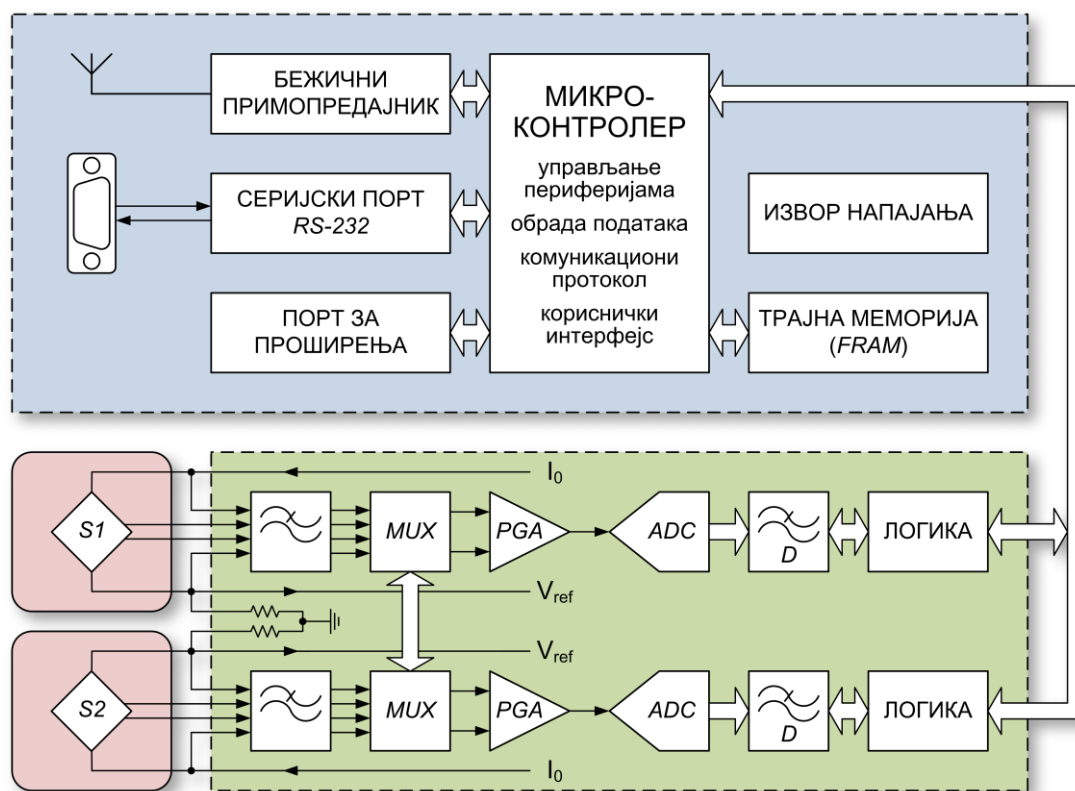 БЕЖИЧНИ
ПРИМОПРЕДАЈНИК
СЕРИЈСКИ ПОРТ
RS-232
ПОРТ ЗА
ПРОШИРЕЊА
МИКРО-
КОНТРОЛЕР
управљање
периферијама
обрада података
комуникациони
протокол
кориснички
интерфејс
ИЗВОР НАПАЈАЊА
ТРАЈНА МЕМОРИЈА
(FRAM)
I₀
S1
MUX
PGA
ADC
D
ЛОГИКА
Vref
Vref
S2
MUX
PGA
ADC
D
ЛОГИКА
I₀